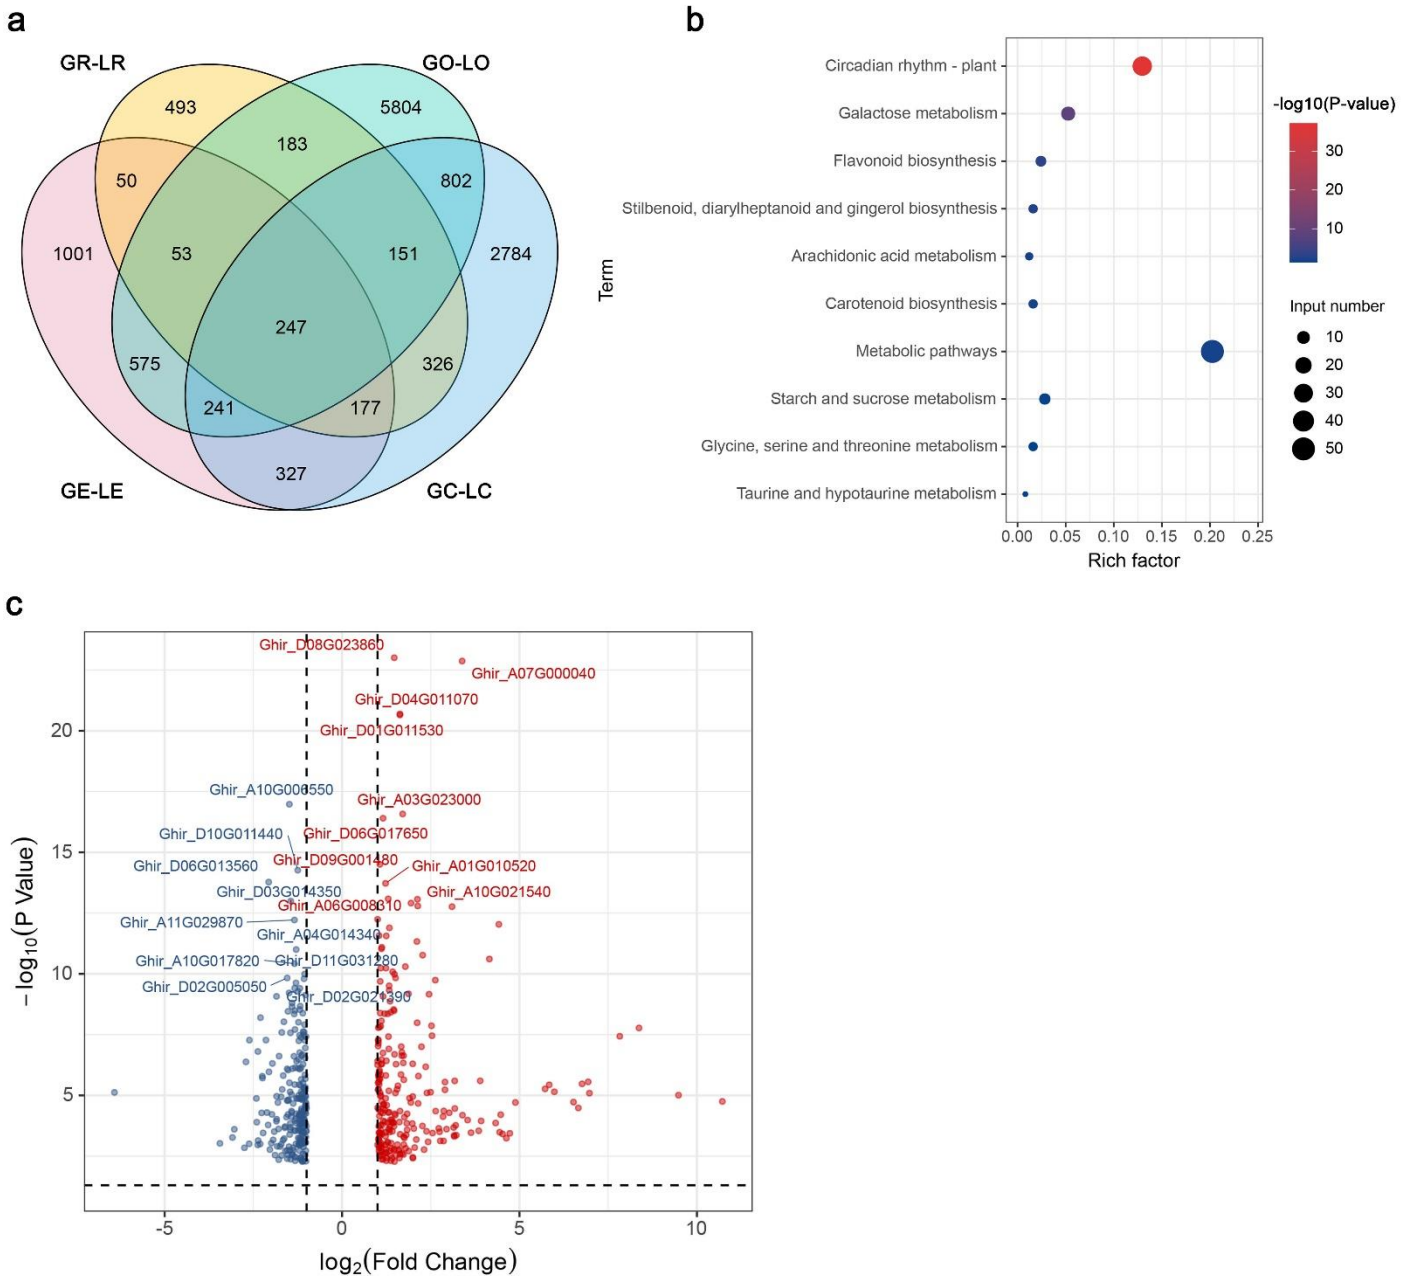 a
GR-LR
GO-LO
493
5804
183
50
802
1001
53
151
2784
247
575
326
241
177
327
GE-LE
GC-LC
b
Term
Circadian rhythm - plant
Galactose metabolism
Flavonoid biosynthesis
Stilbenoid, diarylheptanoid and gingerol biosynthesis
Arachidonic acid metabolism
Carotenoid biosynthesis
Metabolic pathways
Starch and sucrose metabolism
Glycine, serine and threonine metabolism
Taurine and hypotaurine metabolism
0.00 0.05 0.10 0.15 0.20 0.25
Rich factor
-log10(P-value)
30
20
10
Input number
10
20
30
40
50
c
Ghir_D08G023860
Ghir_A07G000040
Ghir_D04G011070
Ghir_D01G011530
Ghir_A10G006550
Ghir_A03G023000
Ghir_D10G011440
Ghir_D06G017650
Ghir_D09G001480
Ghir_D06G013560
Ghir_A01G010520
Ghir_D03G014350
Ghir_A10G021540
Ghir_A06G008310
Ghir_A11G029870
Ghir_A04G014340
Ghir_A10G017820
Ghir_D11G031280
Ghir_D02G005050
Ghir_D02G021390
20
15
10
5
−log10(P Value)
-5 0 5 10
log2(Fold Change)